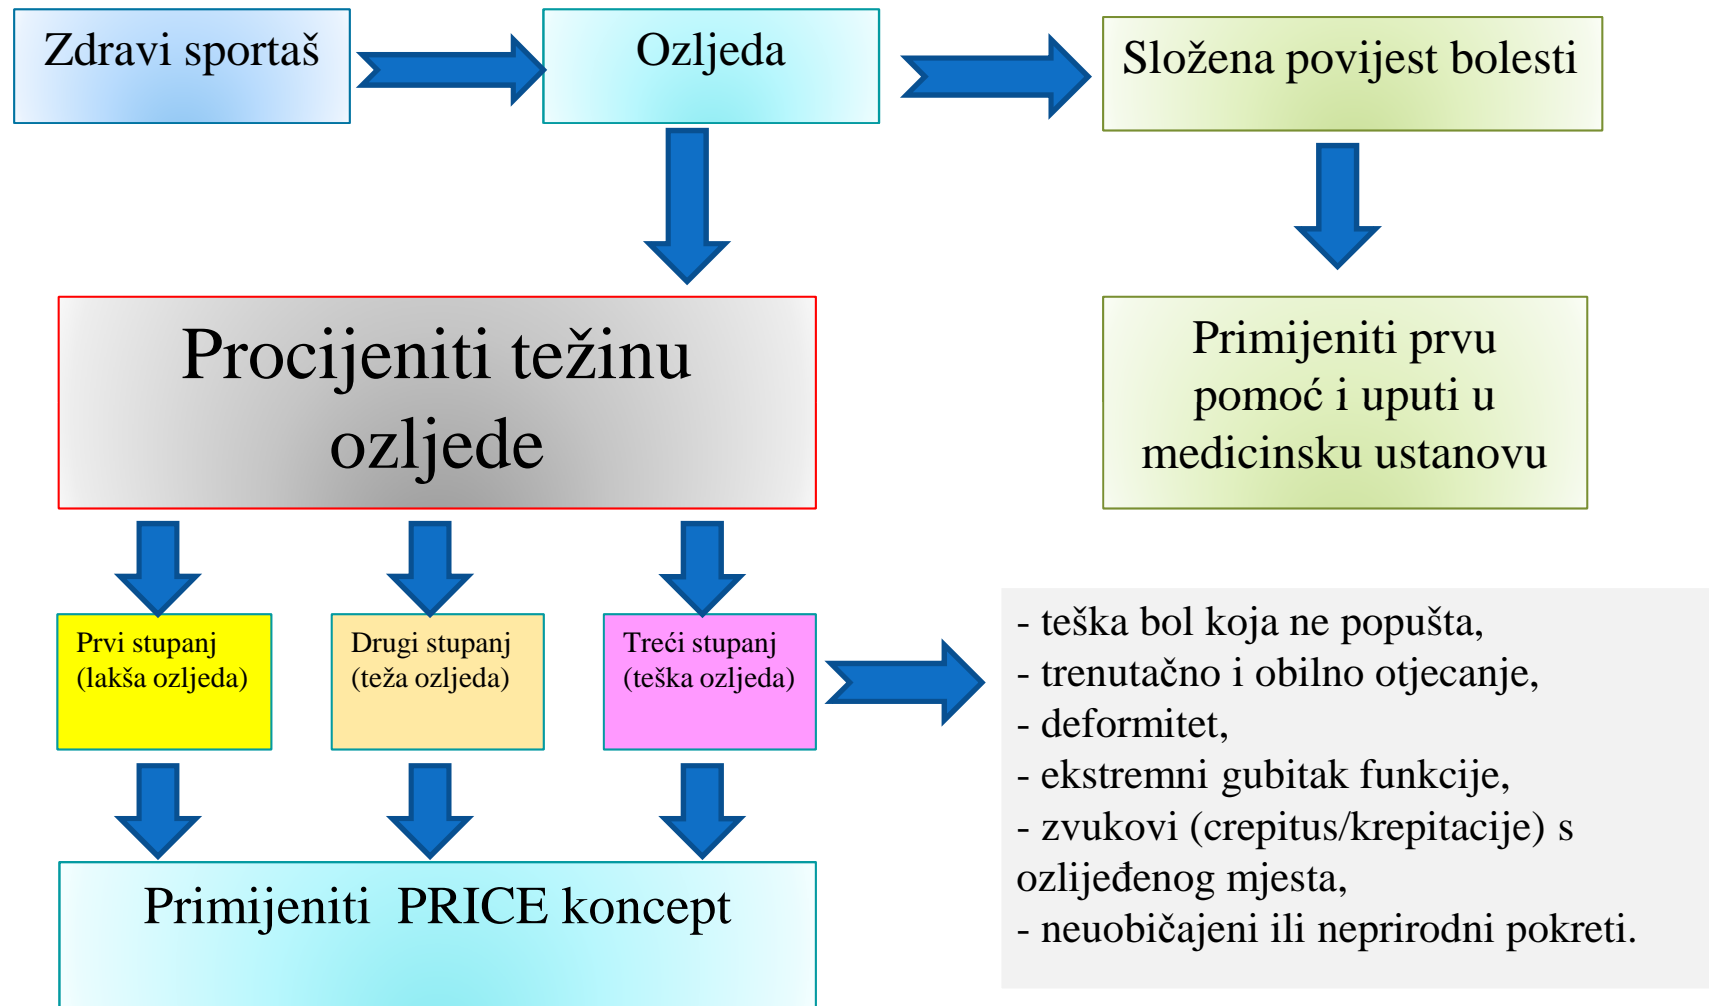 Zdravi sportaš
Ozljeda
Složena povijest bolesti
Procijeniti težinu
ozljede
Primijeniti prvu
pomoć i uputi u
medicinsku ustanovu
Prvi stupanj
(lakša ozljeda)
Drugi stupanj
(teža ozljeda)
Treći stupanj
(teška ozljeda)
- teška bol koja ne popušta,
- trenutačno i obilno otjecanje,
- deformitet,
- ekstremni gubitak funkcije,
- zvukovi (crepitus/krepitacije) s
ozlijeđenog mjesta,
- neuobičajeni ili neprirodni pokreti.
Primijeniti  PRICE koncept